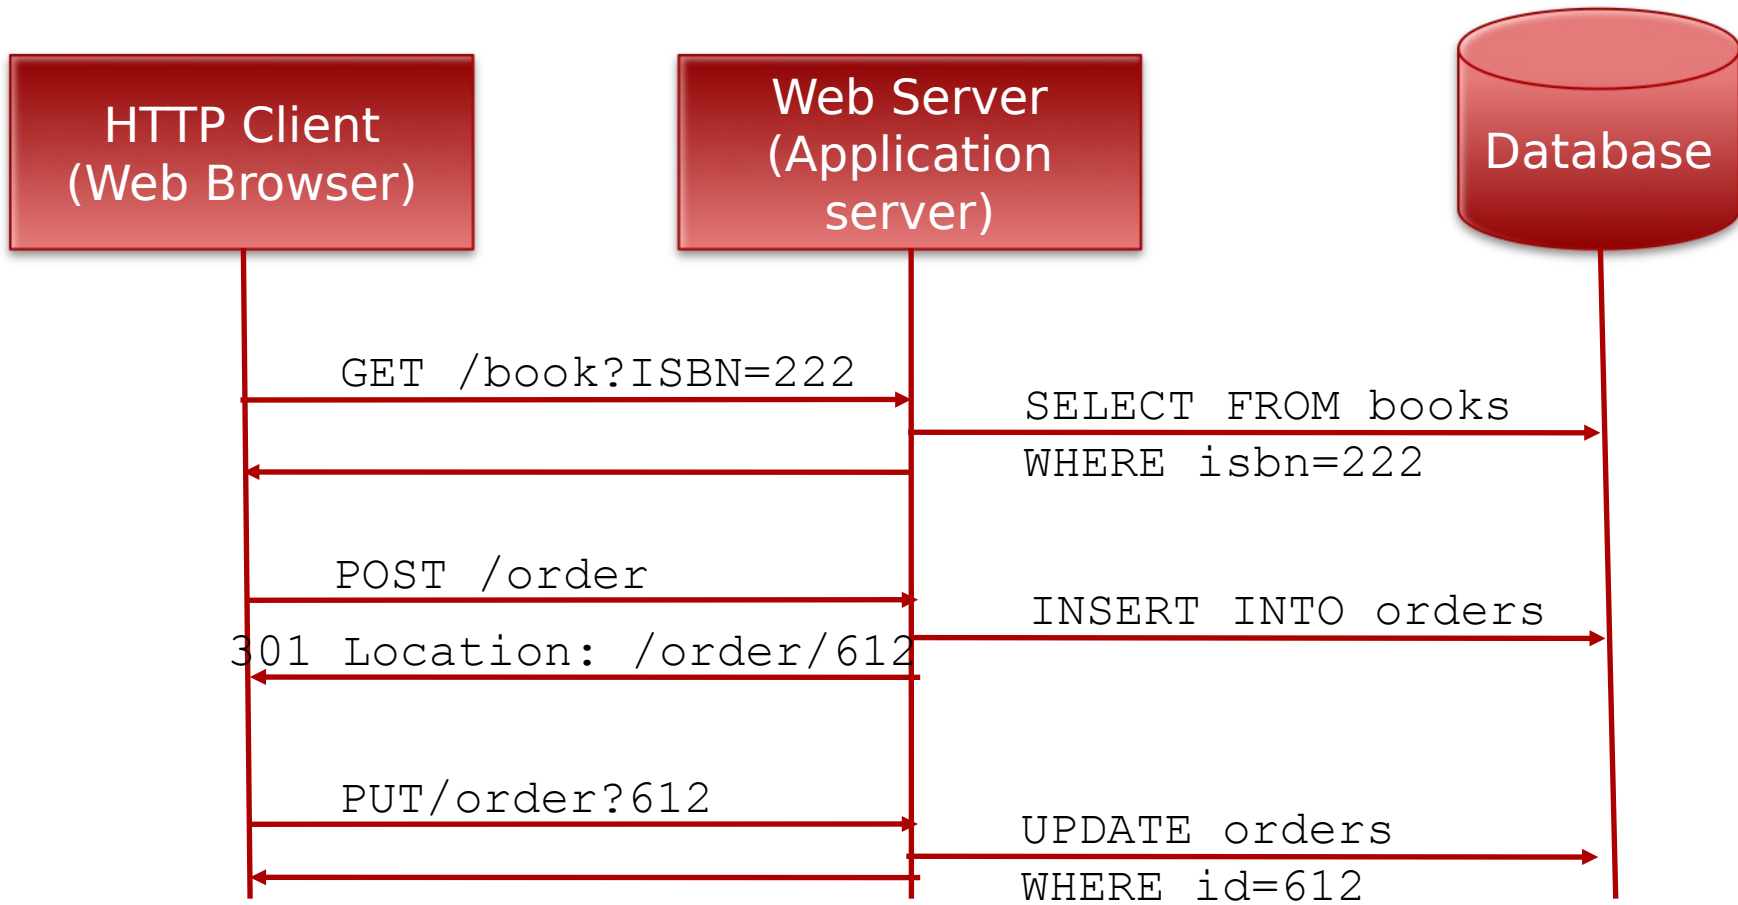 HTTP Client
(Web Browser)
Web Server
(Application
server)
Database
GET /book?ISBN=222
SELECT FROM books
WHERE isbn=222
POST /order
INSERT INTO orders
301 Location: /order/612
PUT/order?612
UPDATE orders
WHERE id=612